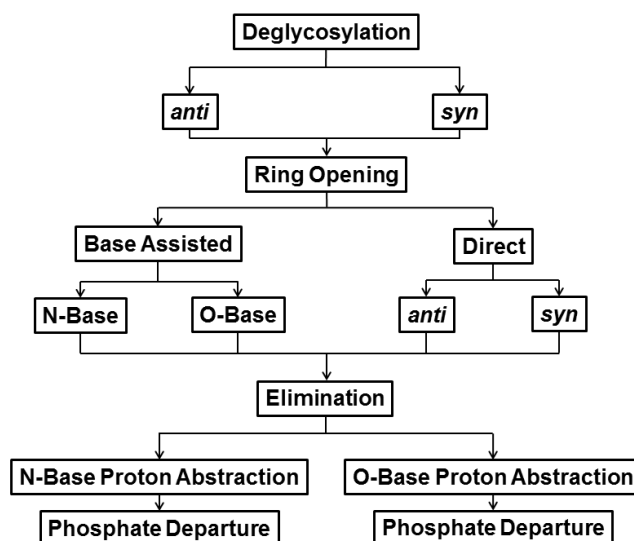 Deglycosylation
anti
syn
Ring Opening
Base Assisted
Direct
N-Base
O-Base
anti
syn
Elimination
N-Base Proton Abstraction
O-Base Proton Abstraction
Phosphate Departure
Phosphate Departure